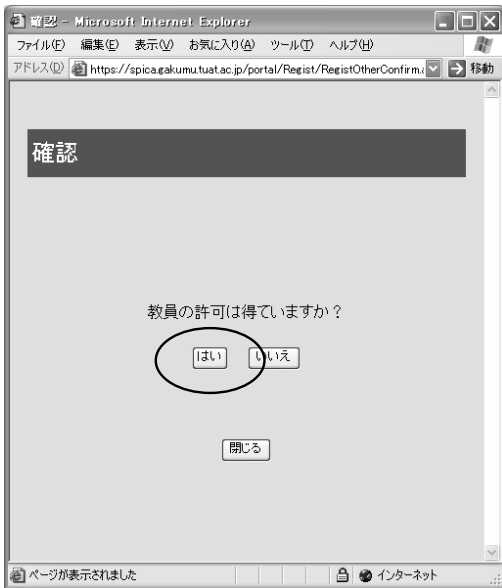 確認 - Microsoft Internet Explorer
ファイル(F) 編集(E) 表示(V) お気に入り(A) ツール(T) ヘルプ(H)
アドレス(D) https://spica.gakumu.tuat.ac.jp/portal/Regist/RegistOtherConfirm. 移動
確認
教員の許可は得ていますか？
はい いいえ
閉じる
ページが表示されました インターネット